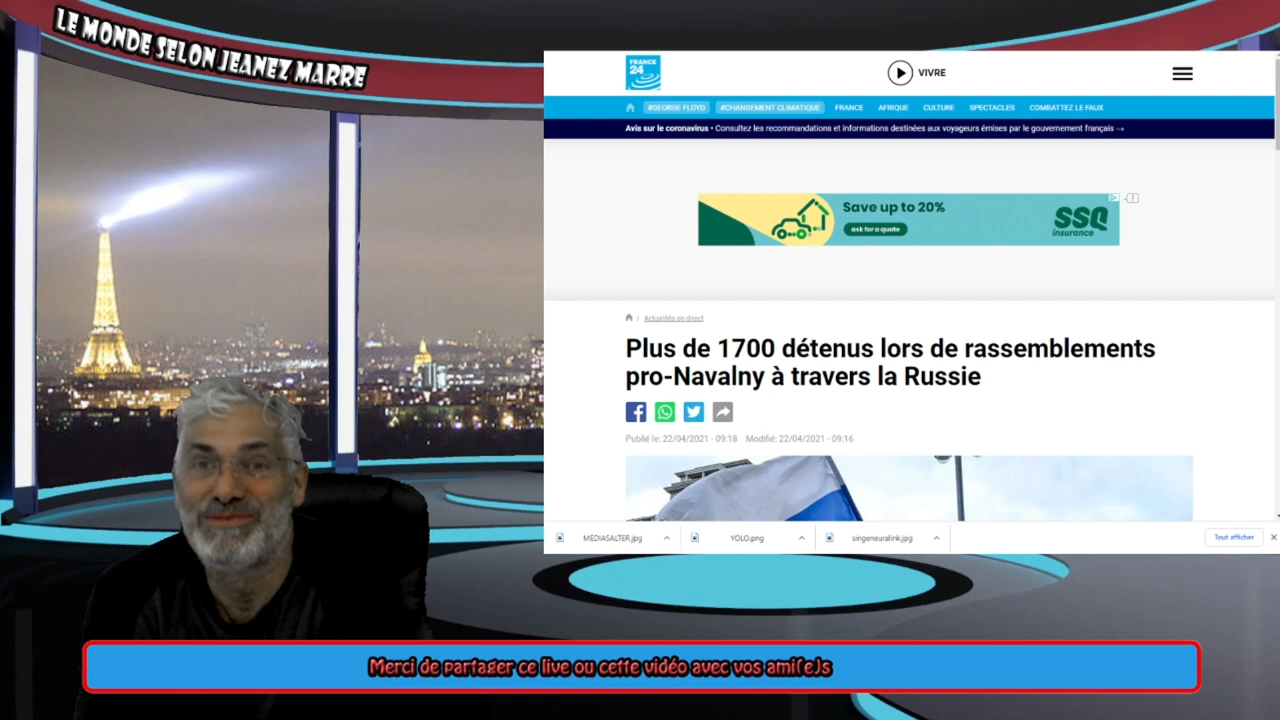 LE MONDE SELON JEANEZ MARRE
FRANCE
24
VIVRE
#GEORGE FLOYD #CHANGEMENT CLIMATIQUE FRANCE AFRIQUE CULTURE SPECTACLES COMBATTEZ LE FAUX
Avis sur le coronavirus • Consultez les recommandations et informations destinées aux voyageurs émises par le gouvernement français →
Save up to 20%
ask for a quote
SSQ
insurance
/ Actualités en direct
Plus de 1700 détenus lors de rassemblements
pro-Navalny à travers la Russie
Publié le: 22/04/2021 - 09:18 Modifié: 22/04/2021 - 09:16
MEDIASALTER.jpg YOLO.png singeneuralink.jpg Tout afficher
Merci de partager ce live ou cette vidéo avec vos ami(e)s